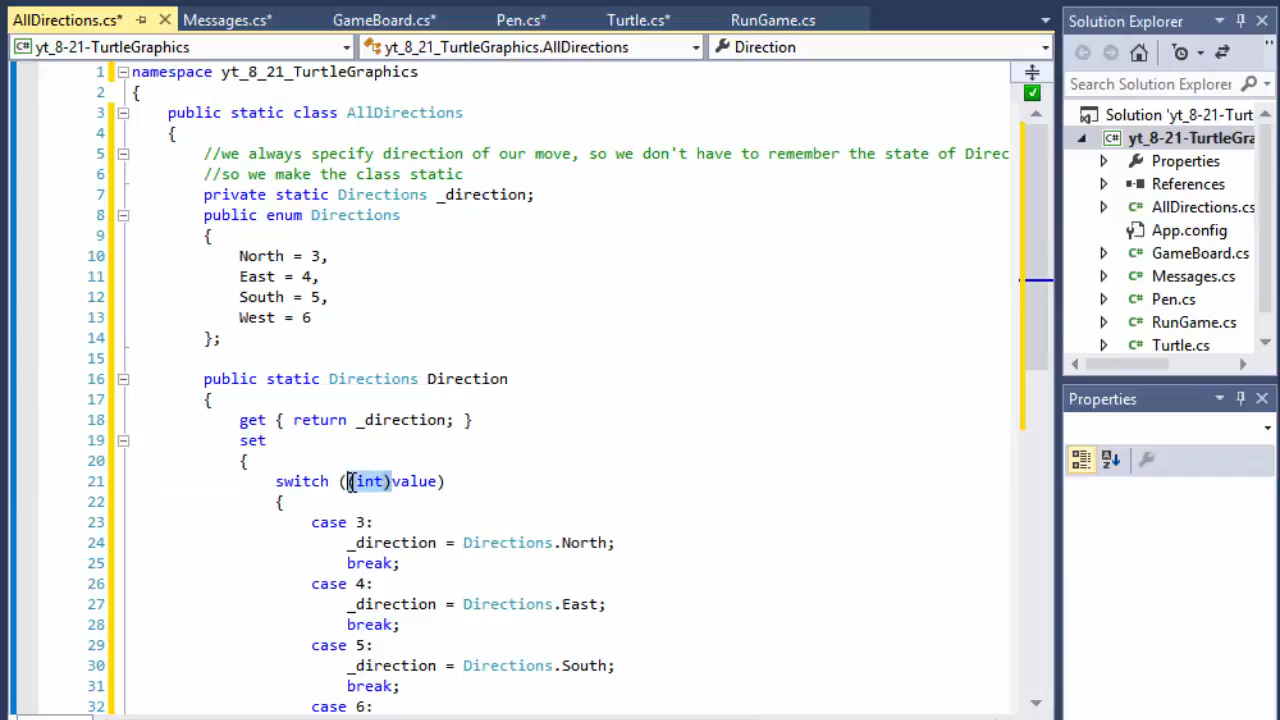 AllDirections.cs* Messages.cs* GameBoard.cs* Pen.cs* Turtle.cs* RunGame.cs
Solution Explorer
yt_8-21-TurtleGraphics yt_8_21_TurtleGraphics.AllDirections Direction
Search Solution Explorer
1 namespace yt_8_21_TurtleGraphics
2 {
3 public static class AllDirections
4 {
5 //we always specify direction of our move, so we don't have to remember the state of Direc
6 //so we make the class static
7 private static Directions _direction;
8 public enum Directions
9 {
10 North = 3,
11 East = 4,
12 South = 5,
13 West = 6
14 };
15
16 public static Directions Direction
17 {
18 get { return _direction; }
19 set
20 {
21 switch ((int)value)
22 {
23 case 3:
24 _direction = Directions.North;
25 break;
26 case 4:
27 _direction = Directions.East;
28 break;
29 case 5:
30 _direction = Directions.South;
31 break;
32 case 6:
Solution 'yt_8-21-Turt
yt_8-21-TurtleGra
Properties
References
AllDirections.cs
App.config
GameBoard.cs
Messages.cs
Pen.cs
RunGame.cs
Turtle.cs
Properties